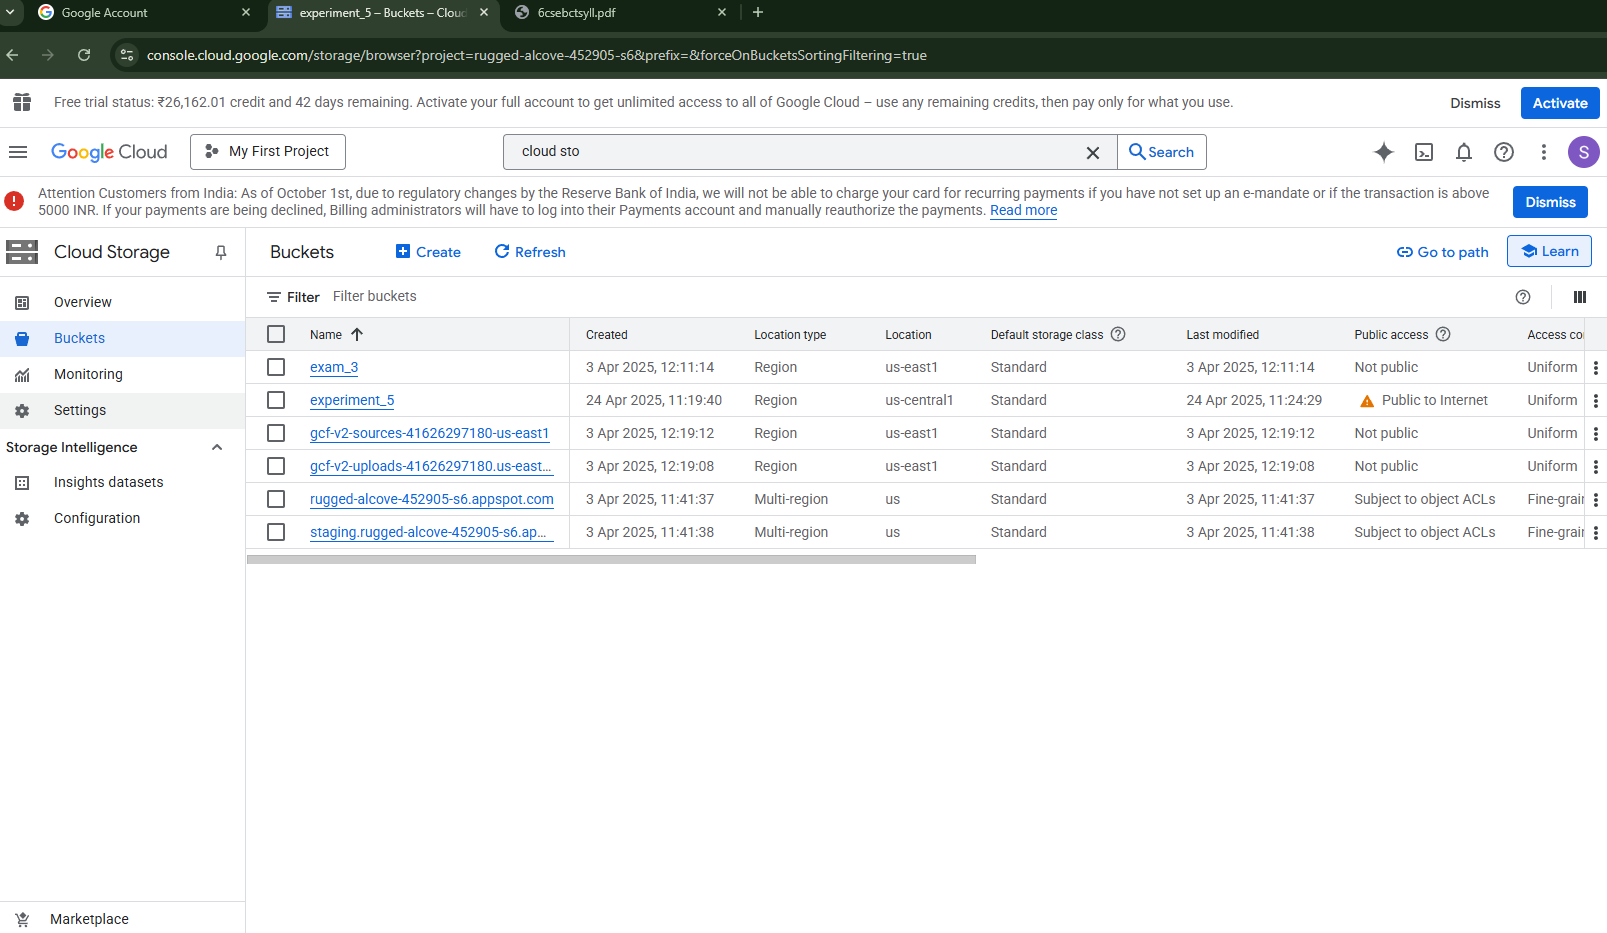 Google Account
experiment_5 – Buckets – Cloud
6csebctsyll.pdf
console.cloud.google.com/storage/browser?project=rugged-alcove-452905-s6&prefix=&forceOnBucketsSortingFiltering=true
Free trial status: ₹26,162.01 credit and 42 days remaining. Activate your full account to get unlimited access to all of Google Cloud – use any remaining credits, then pay only for what you use.
Dismiss
Activate
Google Cloud
My First Project
cloud sto
Search
S
Attention Customers from India: As of October 1st, due to regulatory changes by the Reserve Bank of India, we will not be able to charge your card for recurring payments if you have not set up an e-mandate or if the transaction is above
5000 INR. If your payments are being declined, Billing administrators will have to log into their Payments account and manually reauthorize the payments. Read more
Dismiss
Cloud Storage
Overview
Buckets
Monitoring
Settings
Storage Intelligence
Insights datasets
Configuration
Marketplace
Buckets
Create
Refresh
Go to path
Learn
Filter Filter buckets
Name Created Location type Location Default storage class Last modified Public access Access co
exam_3 3 Apr 2025, 12:11:14 Region us-east1 Standard 3 Apr 2025, 12:11:14 Not public Uniform
experiment_5 24 Apr 2025, 11:19:40 Region us-central1 Standard 24 Apr 2025, 11:24:29 Public to Internet Uniform
gcf-v2-sources-41626297180-us-east1 3 Apr 2025, 12:19:12 Region us-east1 Standard 3 Apr 2025, 12:19:12 Not public Uniform
gcf-v2-uploads-41626297180.us-east... 3 Apr 2025, 12:19:08 Region us-east1 Standard 3 Apr 2025, 12:19:08 Not public Uniform
rugged-alcove-452905-s6.appspot.com 3 Apr 2025, 11:41:37 Multi-region us Standard 3 Apr 2025, 11:41:37 Subject to object ACLs Fine-grai
staging.rugged-alcove-452905-s6.ap... 3 Apr 2025, 11:41:38 Multi-region us Standard 3 Apr 2025, 11:41:38 Subject to object ACLs Fine-grai